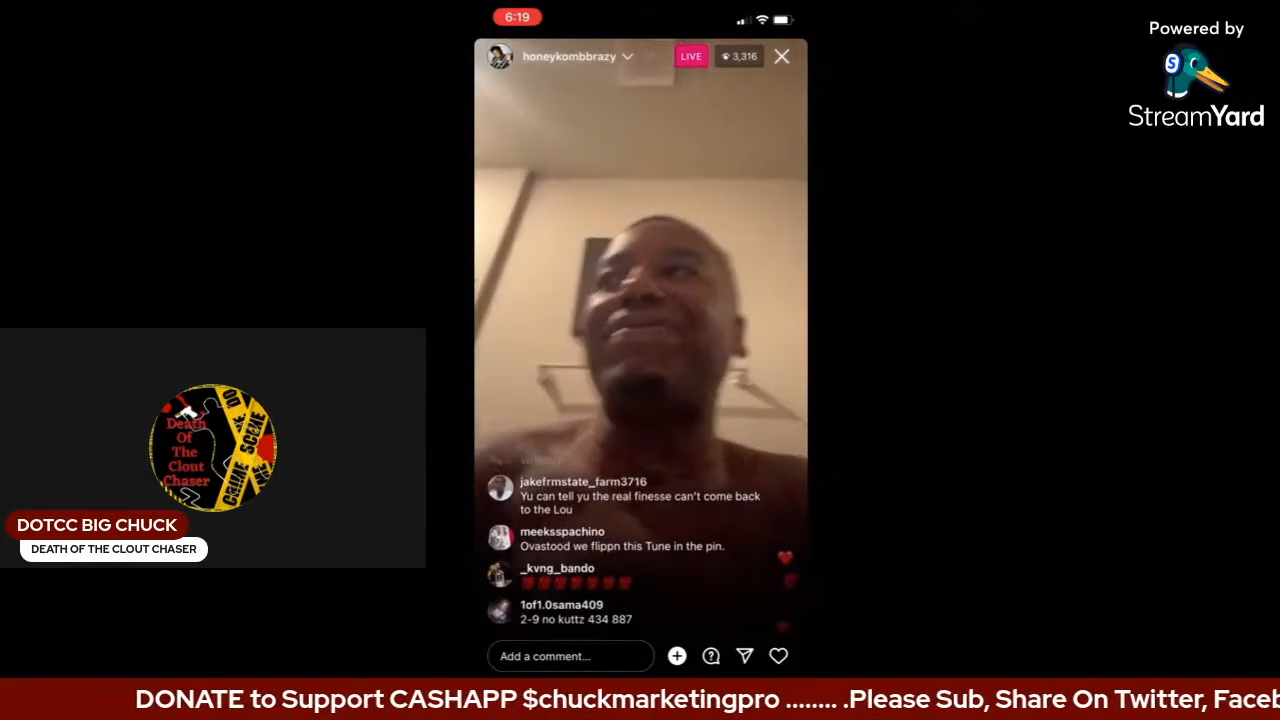 6:19
honeykombbrazy
LIVE
3,316
Powered by
S
StreamYard
jakefrmstate_farm3716
Yu can tell yu the real finesse can't come back
to the Lou
meeksspachino
Ovastood we flippn this Tune in the pin.
_kvng_bando
1of1.0sama409
2-9 no kuttz 434 887
Add a comment...
Death
Of
The
Clout
Chaser
SCENE
DOTCC BIG CHUCK
DEATH OF THE CLOUT CHASER
DONATE to Support CASHAPP $chuckmarketingpro ........ .Please Sub, Share On Twitter, Faceb